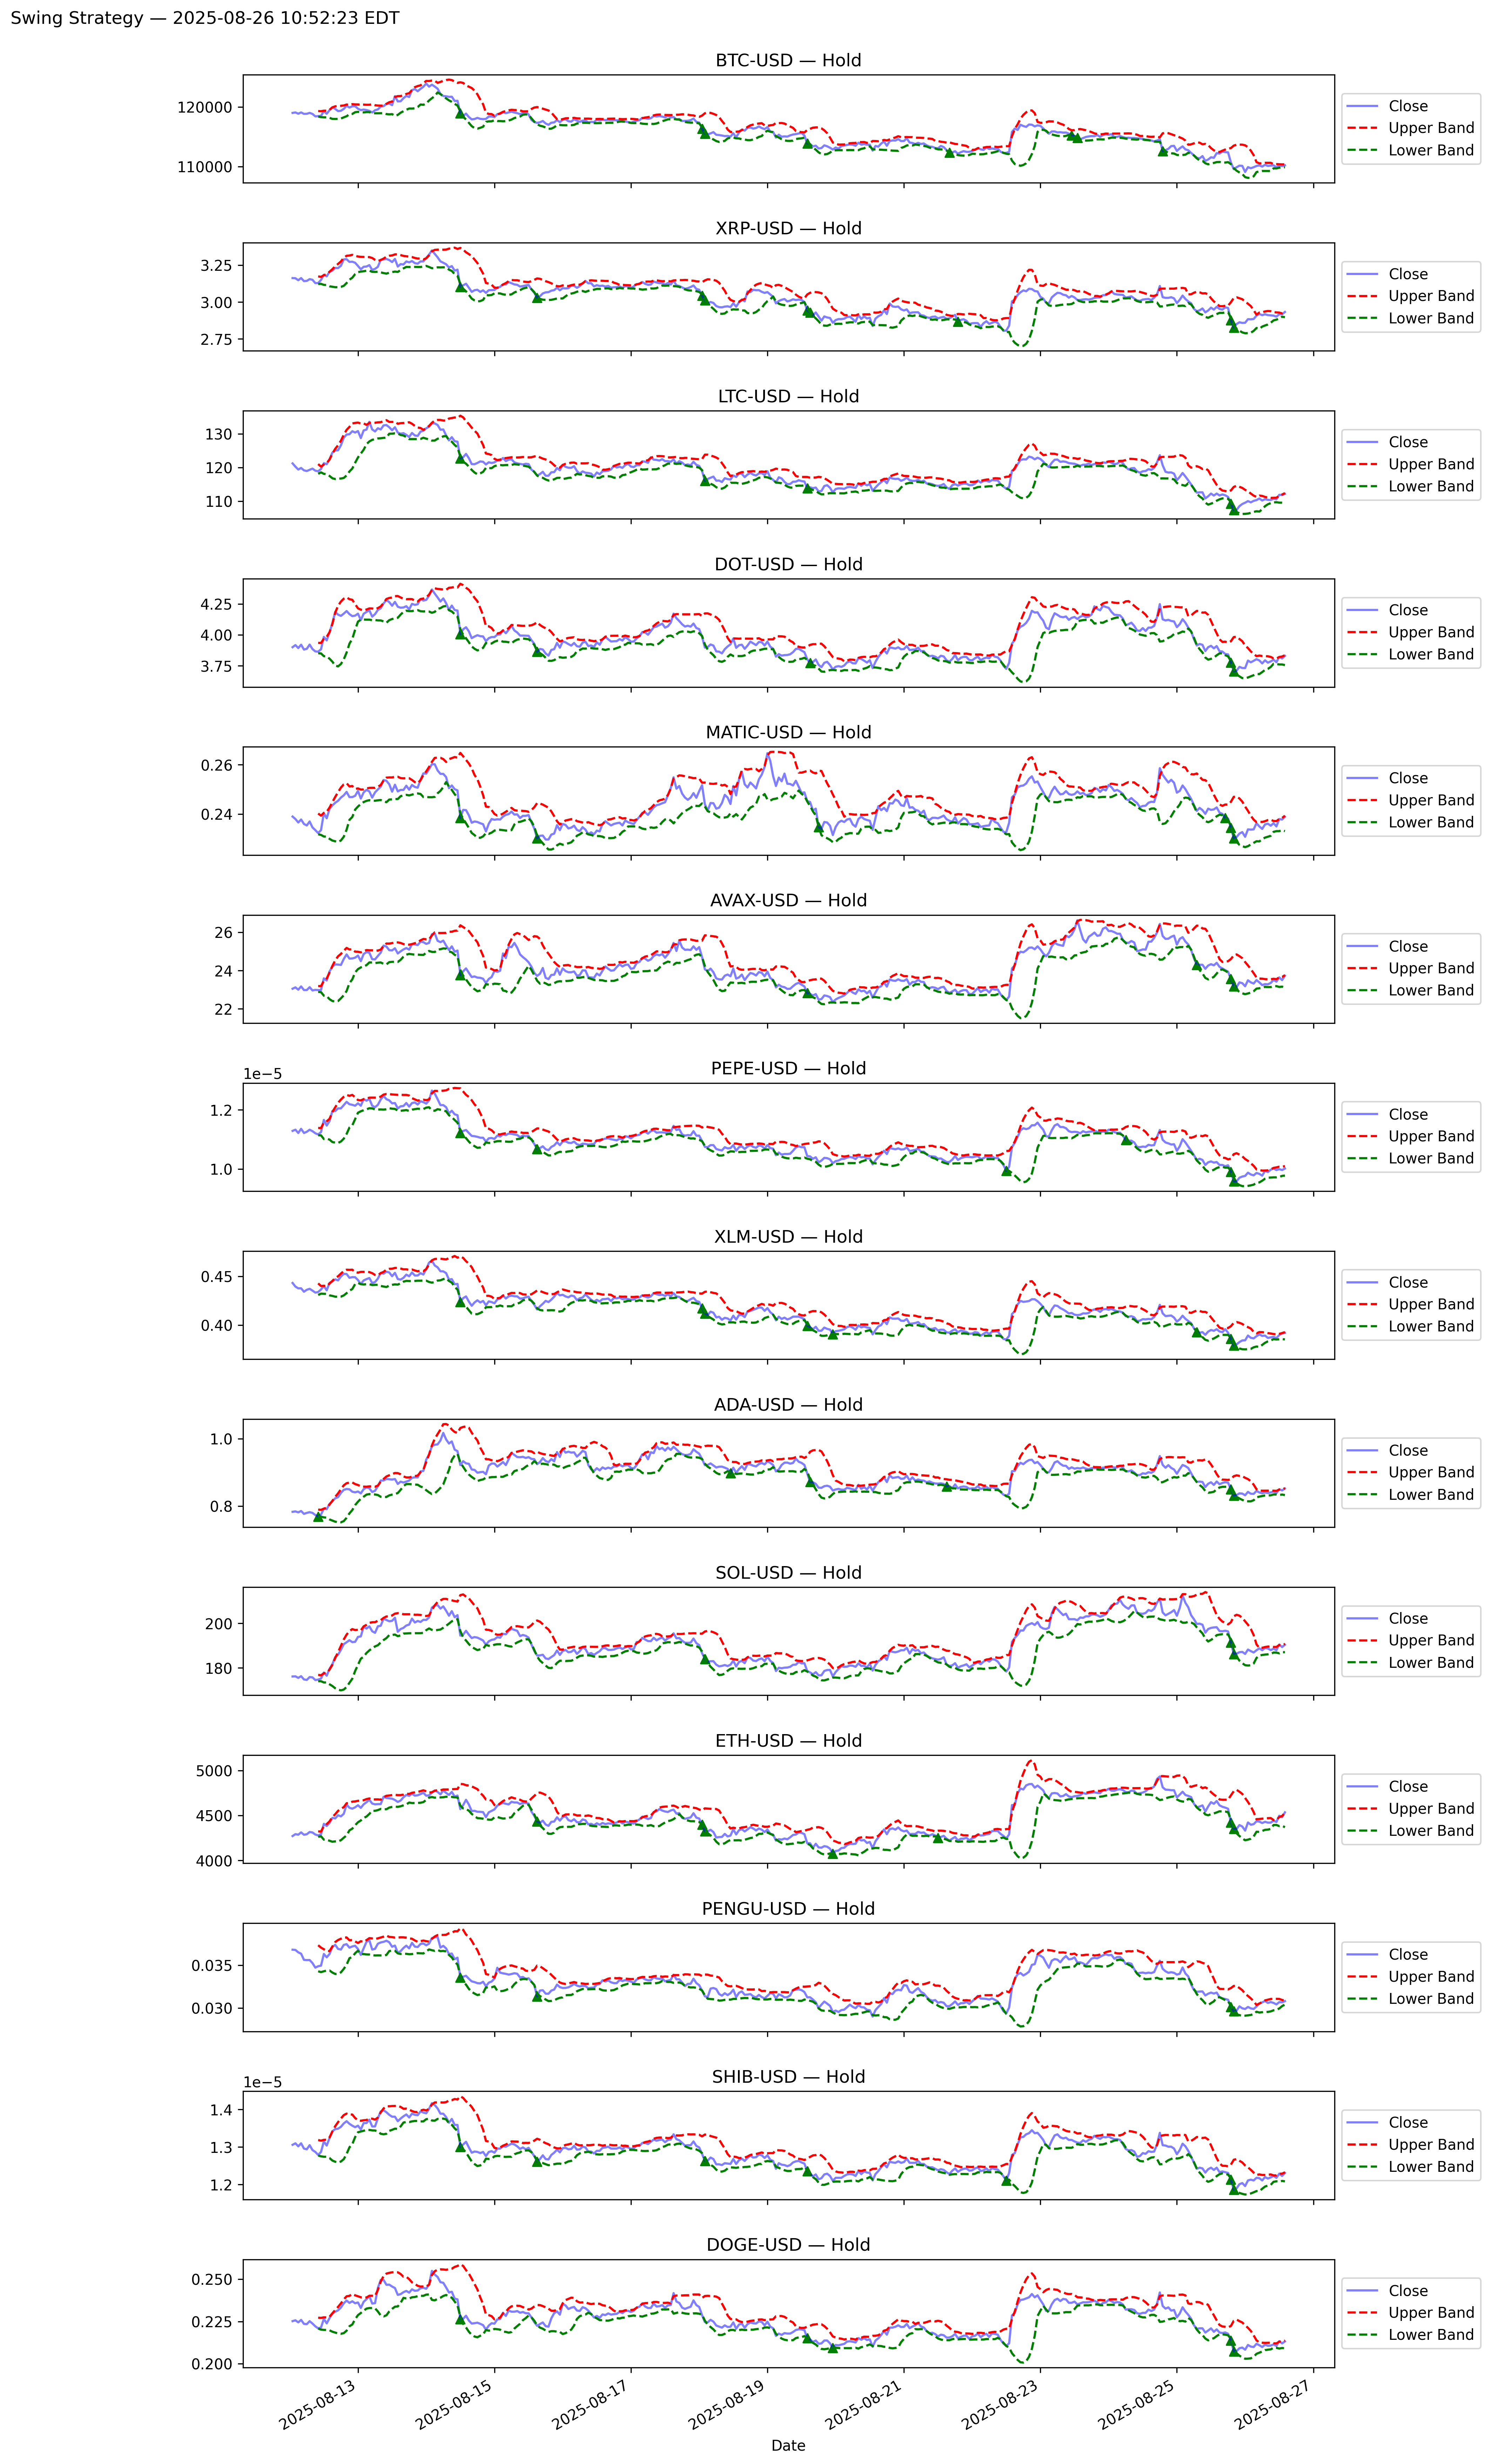 Swing Strategy — 2025-08-26 10:52:23 EDT
BTC-USD — Hold
120000
110000
Close
Upper Band
Lower Band
XRP-USD — Hold
3.25
3.00
2.75
Close
Upper Band
Lower Band
LTC-USD — Hold
130
120
110
Close
Upper Band
Lower Band
DOT-USD — Hold
4.25
4.00
3.75
Close
Upper Band
Lower Band
MATIC-USD — Hold
0.26
0.24
Close
Upper Band
Lower Band
AVAX-USD — Hold
26
24
22
Close
Upper Band
Lower Band
PEPE-USD — Hold
1e−5
1.2
1.0
Close
Upper Band
Lower Band
XLM-USD — Hold
0.45
0.40
Close
Upper Band
Lower Band
ADA-USD — Hold
1.0
0.8
Close
Upper Band
Lower Band
SOL-USD — Hold
200
180
Close
Upper Band
Lower Band
ETH-USD — Hold
5000
4500
4000
Close
Upper Band
Lower Band
PENGU-USD — Hold
0.035
0.030
Close
Upper Band
Lower Band
SHIB-USD — Hold
1e−5
1.4
1.3
1.2
Close
Upper Band
Lower Band
DOGE-USD — Hold
0.250
0.225
0.200
Close
Upper Band
Lower Band
2025-08-13
2025-08-15
2025-08-17
2025-08-19
2025-08-21
2025-08-23
2025-08-25
2025-08-27
Date